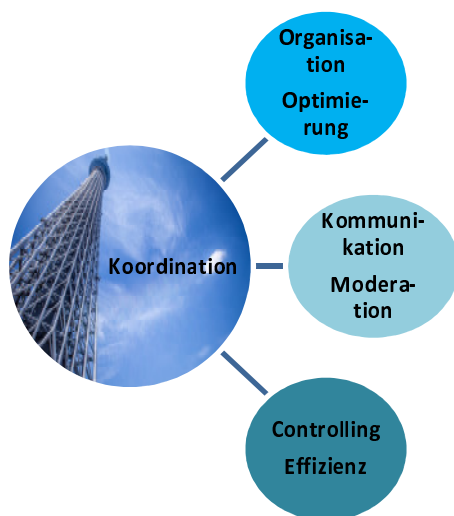 Organisa-
tion
Optimie-
rung
Koordination
Kommuni-
kation
Modera-
tion
Controlling
Effizienz